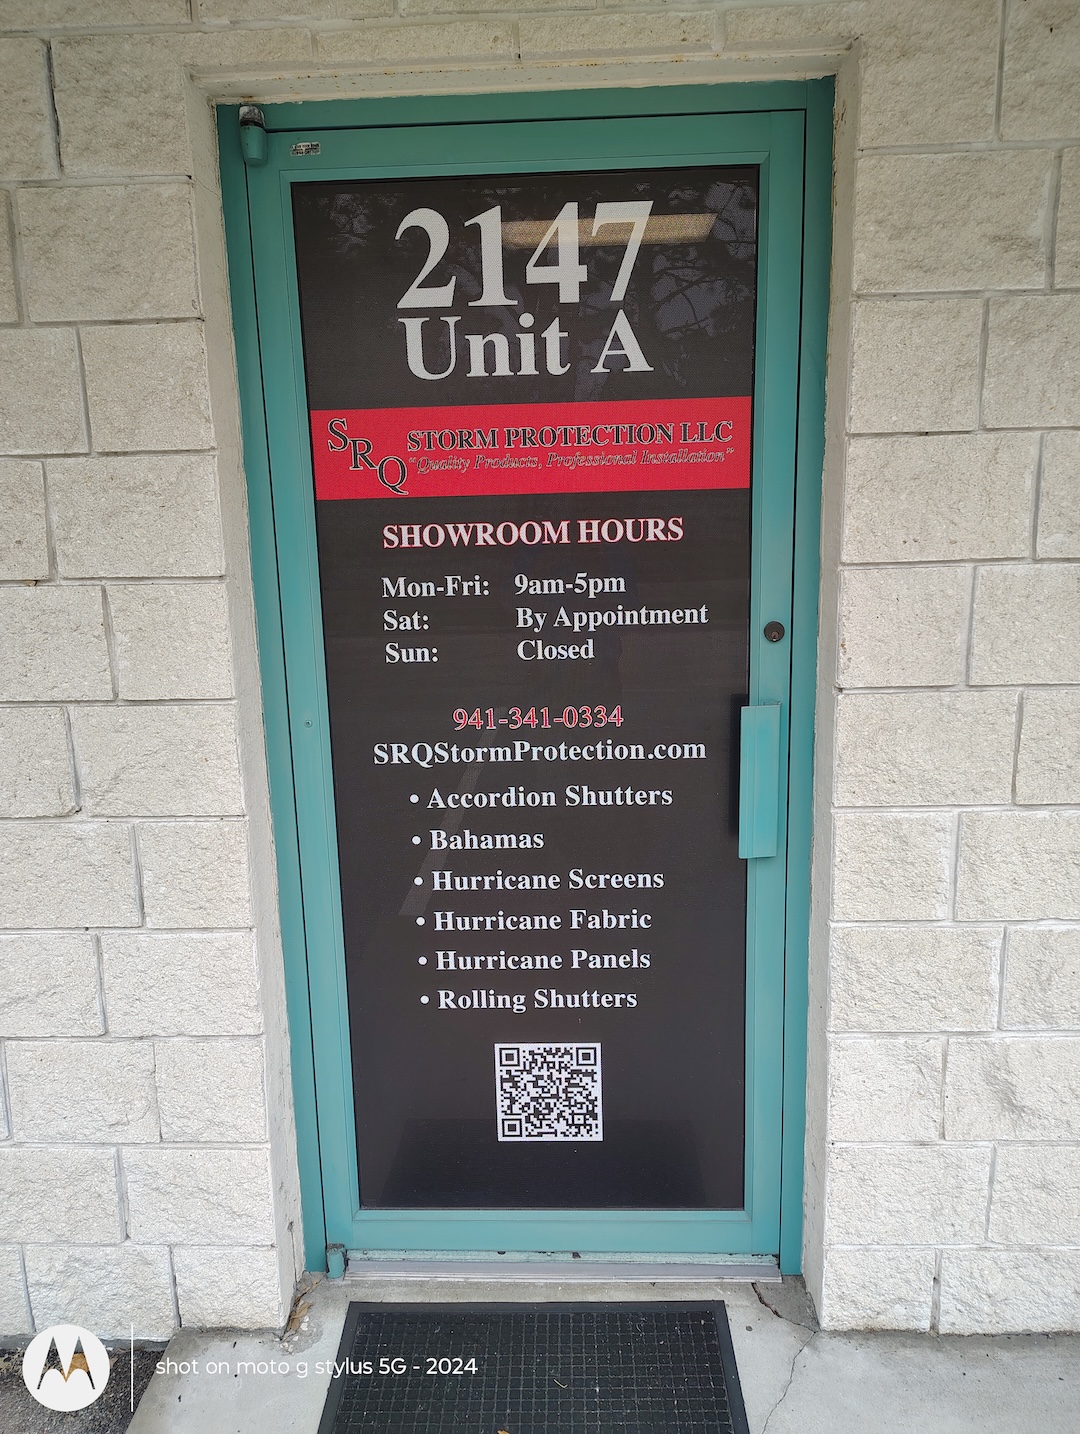 2147
Unit A
SRQ
STORM PROTECTION LLC
"Quality Products, Professional Installation"
SHOWROOM HOURS
Mon-Fri: 9am-5pm
Sat: By Appointment
Sun: Closed
941-341-0334
SRQStormProtection.com
• Accordion Shutters
• Bahamas
• Hurricane Screens
• Hurricane Fabric
• Hurricane Panels
• Rolling Shutters
shot on moto g stylus 5G - 2024